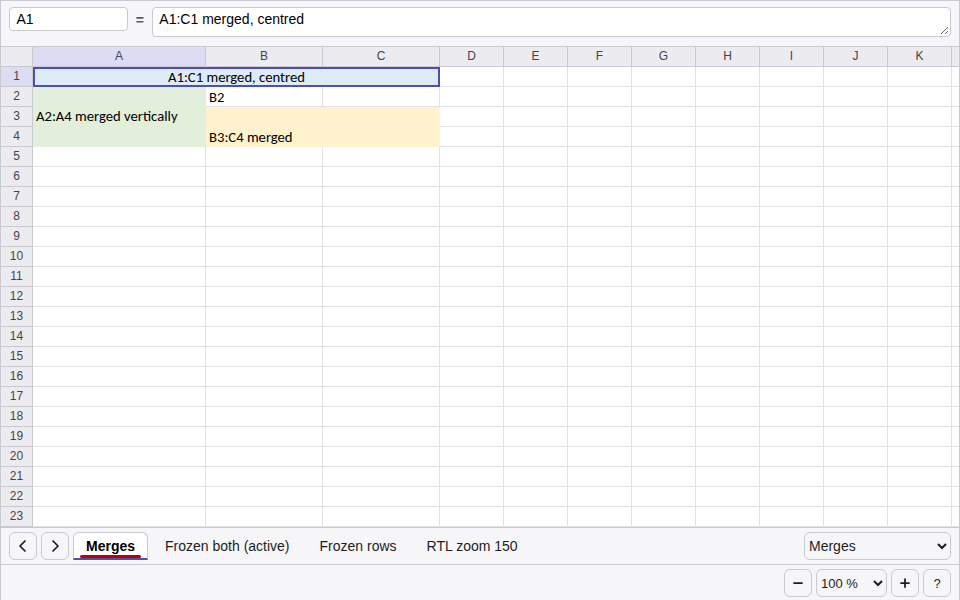 A1 = A1:C1 merged, centred
A B C D E F G H I J K
1 A1:C1 merged, centred
2 B2
3 A2:A4 merged vertically
4 B3:C4 merged
5
6
7
8
9
10
11
12
13
14
15
16
17
18
19
20
21
22
23
Merges Frozen both (active) Frozen rows RTL zoom 150 Merges
− 100 % + ?